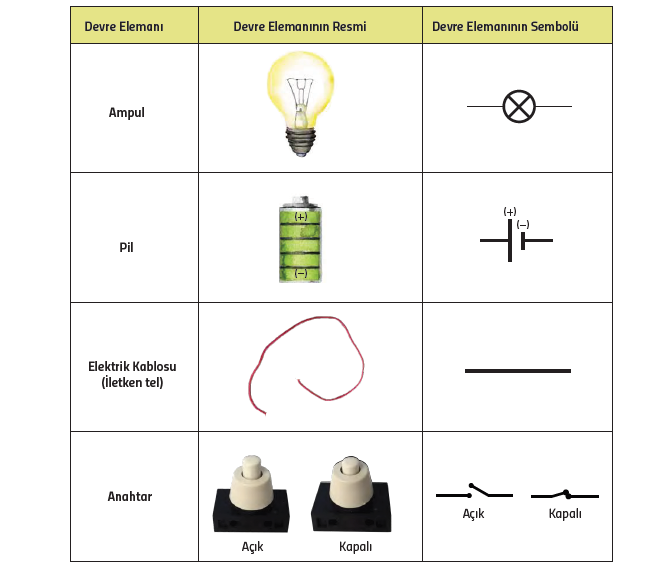 Devre Elemanı Devre Elemanının Resmi Devre Elemanının Sembolü
Ampul
Pil
(+)
(−)
(+)
(−)
Elektrik Kablosu
(İletken tel)
Anahtar
Açık Kapalı
Açık Kapalı